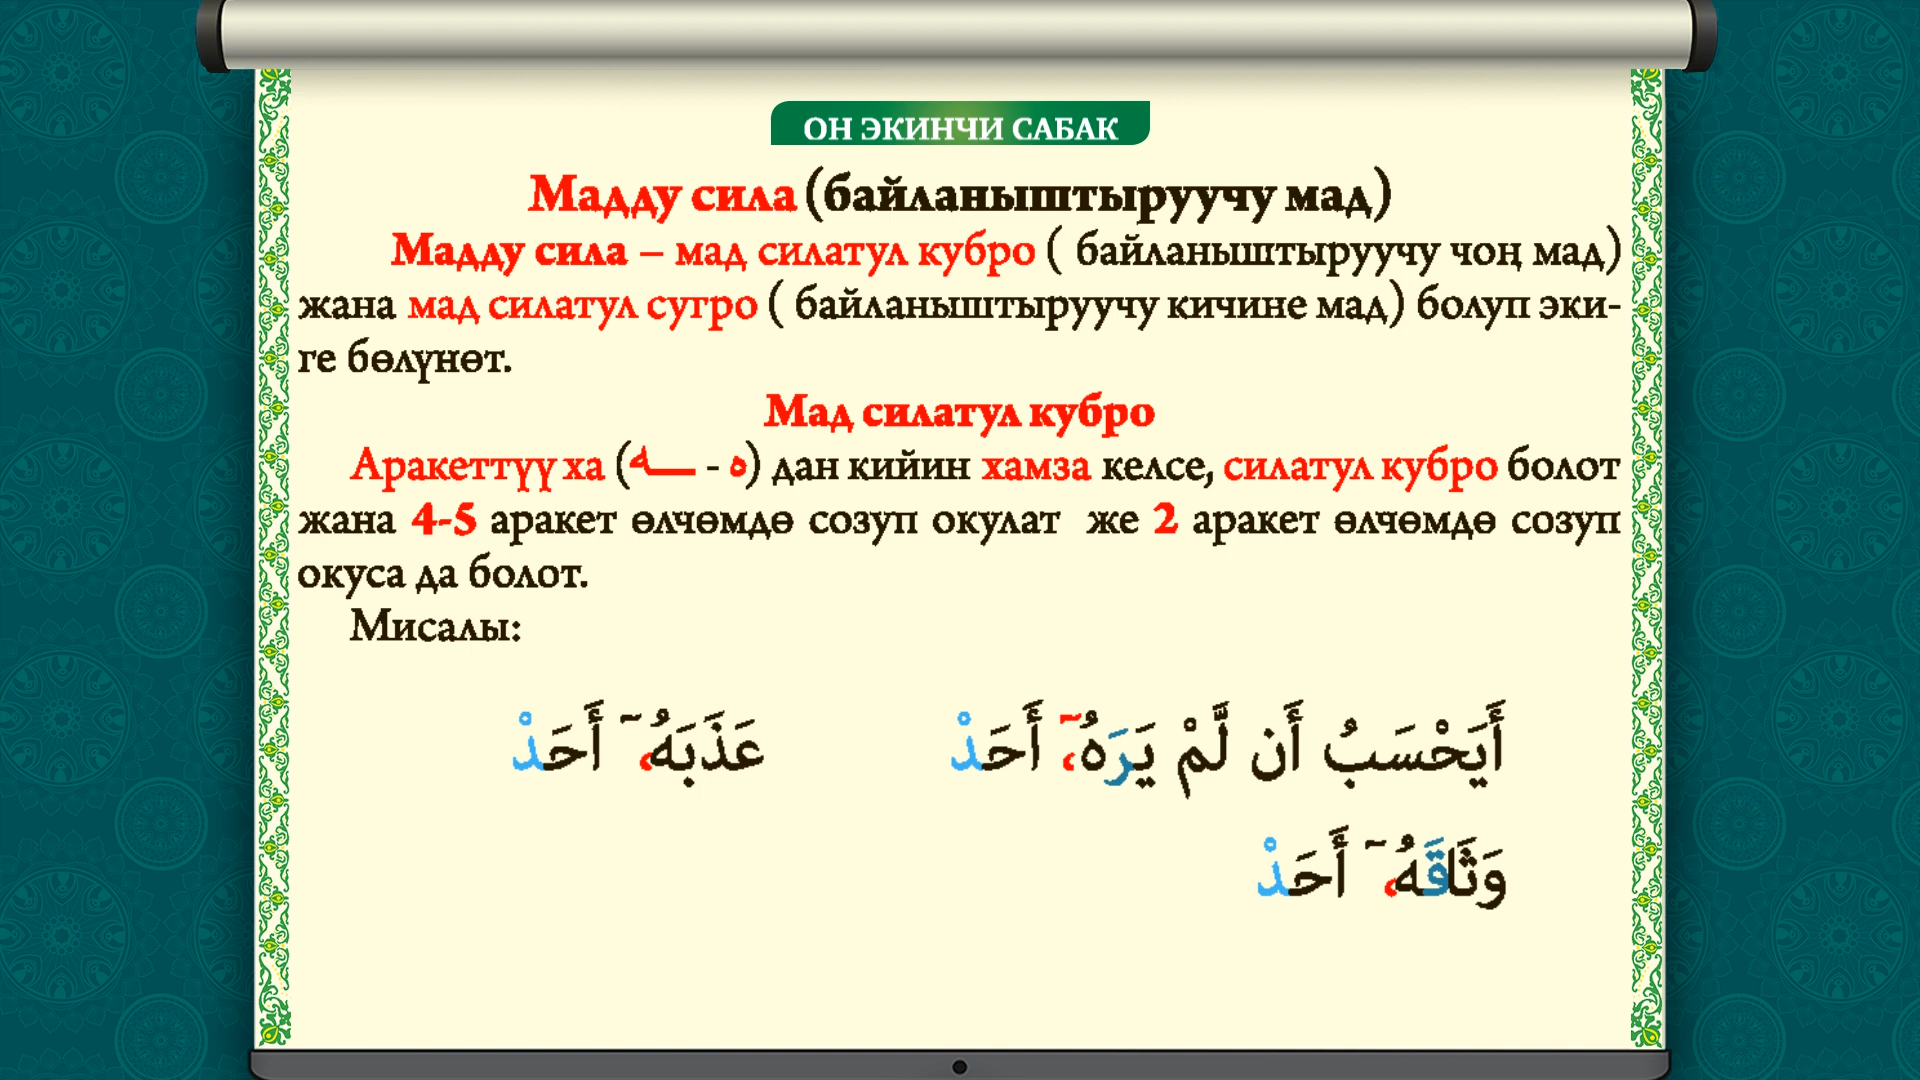 ОН ЭКИНЧИ САБАК
Мадду сила (байланыштыруучу мад)
Мадду сила – мад силатул кубро ( байланыштыруучу чоң мад)
жана мад силатул сугро ( байланыштыруучу кичине мад) болуп эки-
ге бөлүнөт.
Мад силатул кубро
Аракеттүү ха (ـــه - ه) дан кийин хамза келсе, силатул кубро болот
жана 4-5 аракет өлчөмдө созуп окулат же 2 аракет өлчөмдө созуп
окуса да болот.
Мисалы:
أَيَحْسَبُ أَن لَّمْ يَرَهُۥٓ أَحَدْ عَذَبَهُۥٓ أَحَدْ
وَثَاقَهُۥٓ أَحَدْ